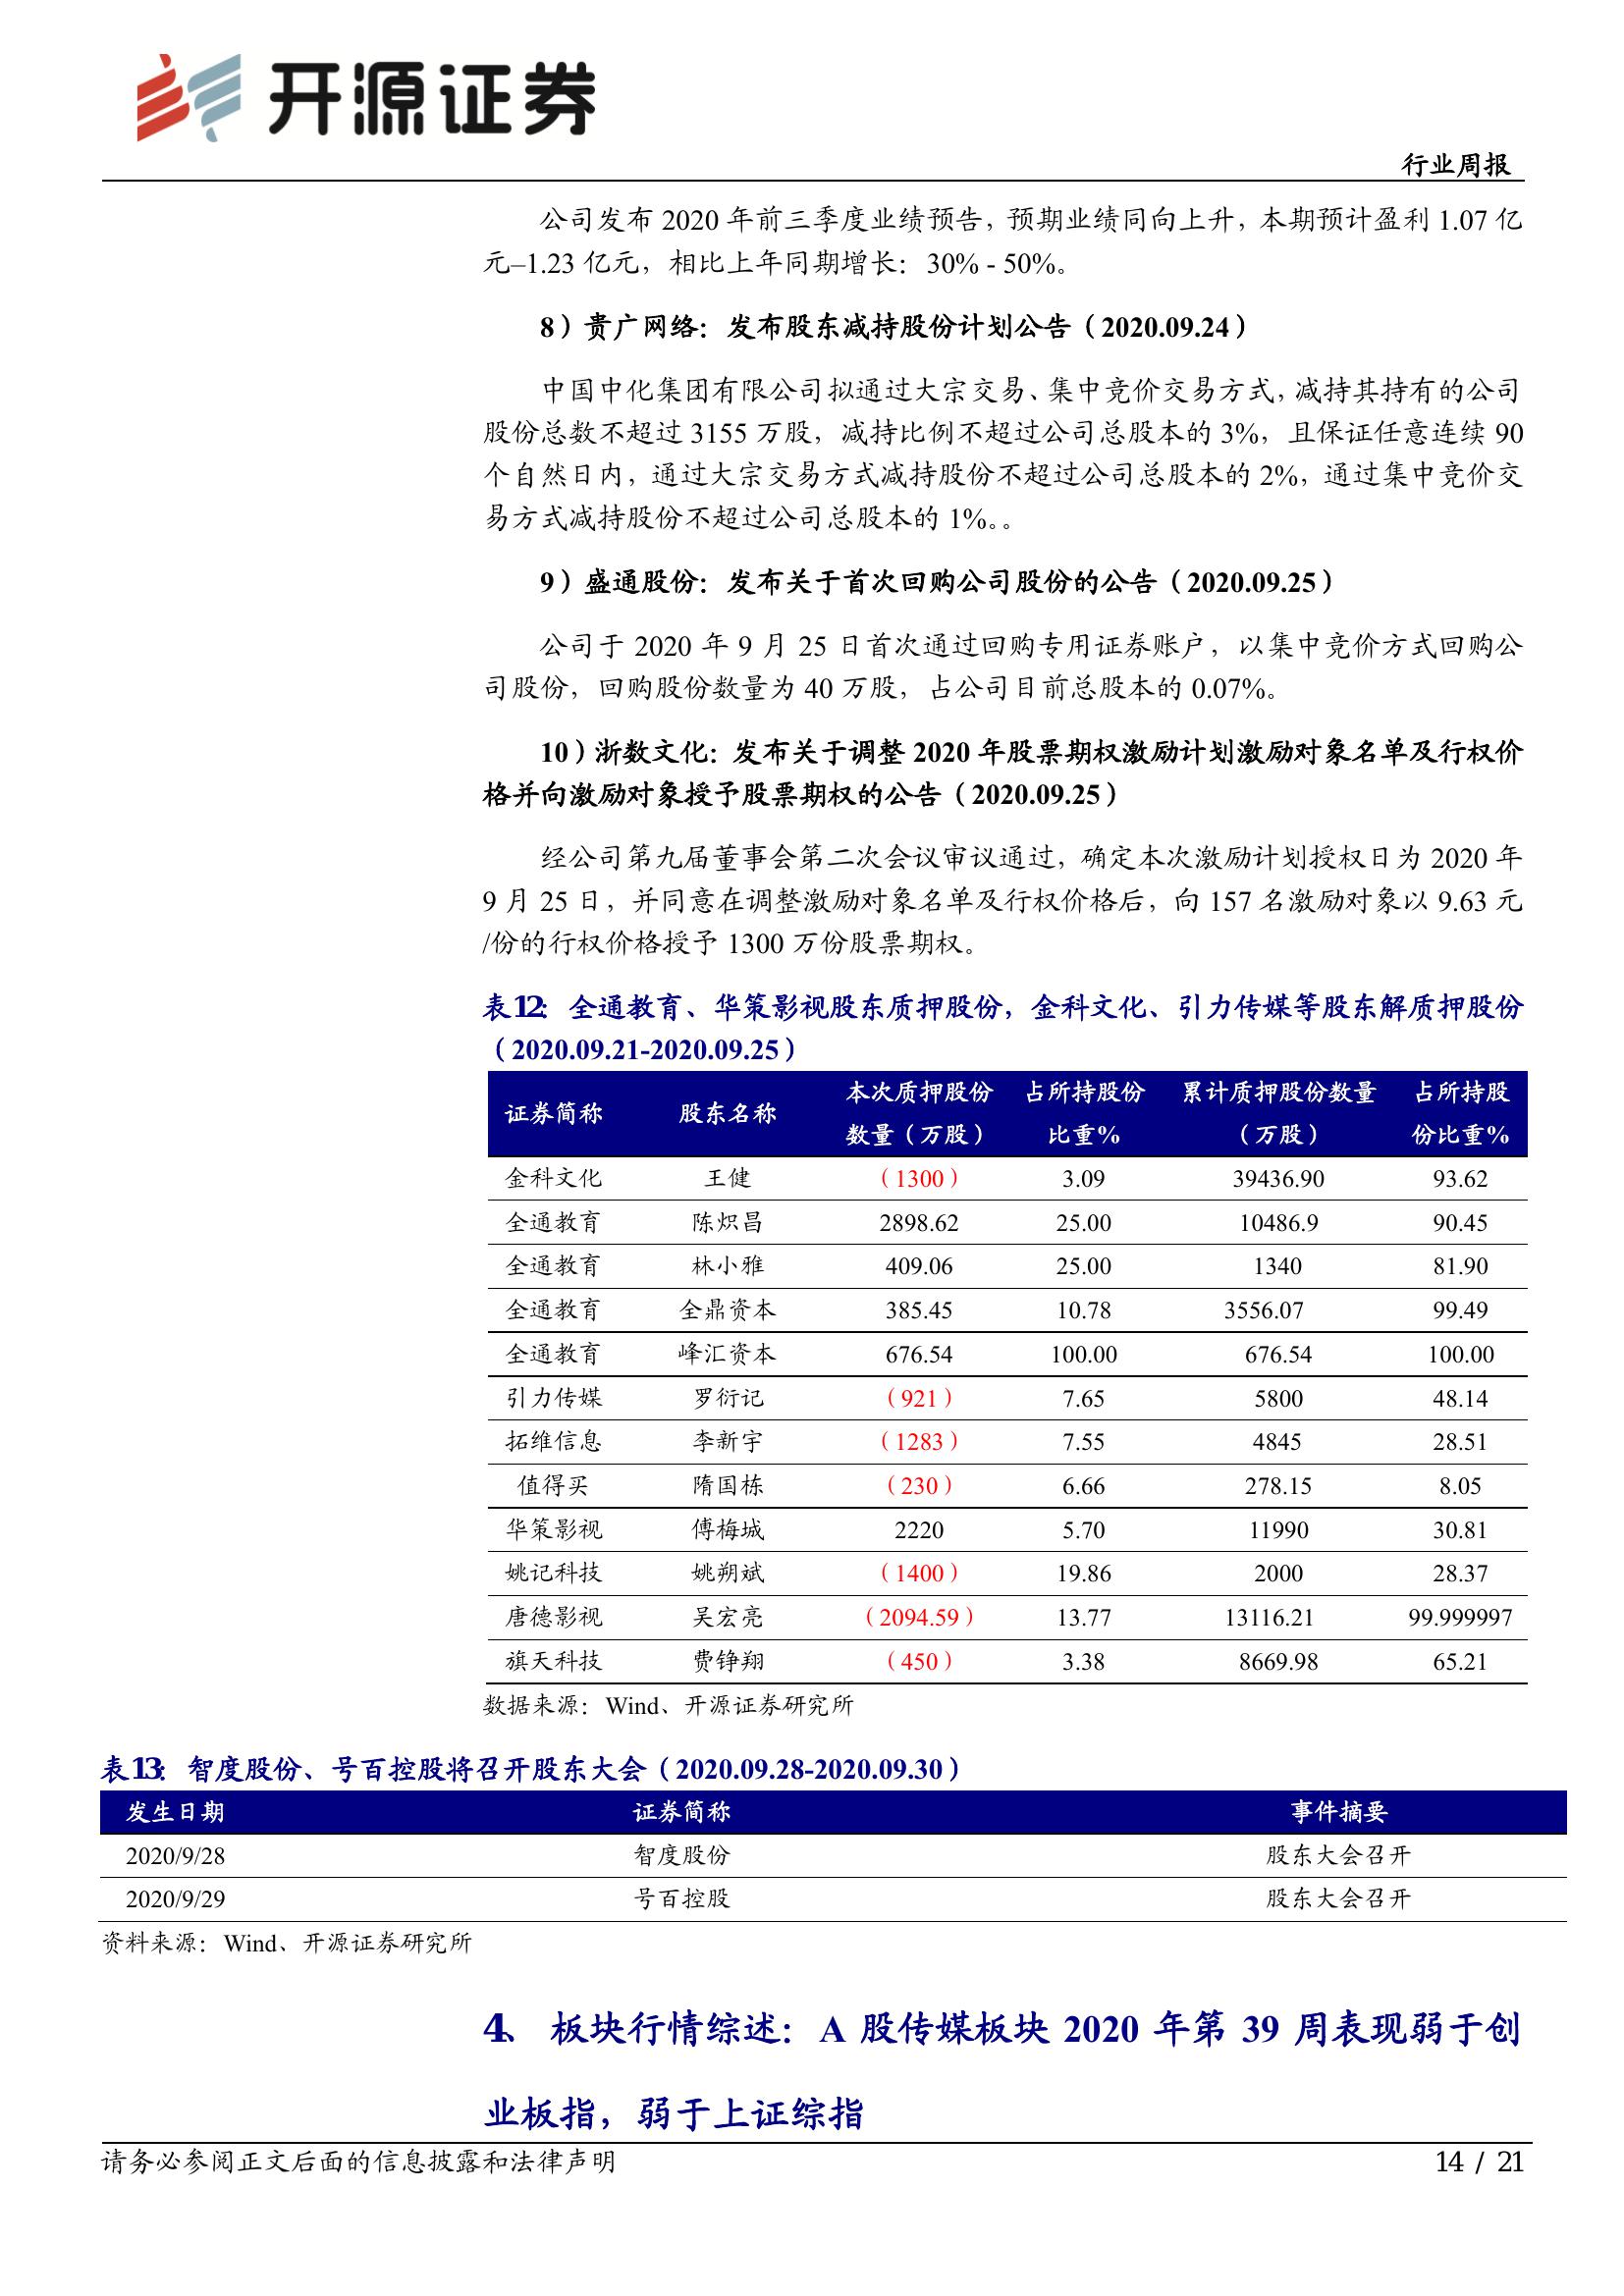 开源证券
行业周报
公司发布 2020 年前三季度业绩预告，预期业绩同向上升，本期预计盈利 1.07 亿
元–1.23 亿元，相比上年同期增长：30% - 50%。
8）贵广网络：发布股东减持股份计划公告（2020.09.24）
中国中化集团有限公司拟通过大宗交易、集中竞价交易方式，减持其持有的公司
股份总数不超过 3155 万股，减持比例不超过公司总股本的 3%，且保证任意连续 90
个自然日内，通过大宗交易方式减持股份不超过公司总股本的 2%，通过集中竞价交
易方式减持股份不超过公司总股本的 1%。。
9）盛通股份：发布关于首次回购公司股份的公告（2020.09.25）
公司于 2020 年 9 月 25 日首次通过回购专用证券账户，以集中竞价方式回购公
司股份，回购股份数量为 40 万股，占公司目前总股本的 0.07%。
10）浙数文化：发布关于调整 2020 年股票期权激励计划激励对象名单及行权价
格并向激励对象授予股票期权的公告（2020.09.25）
经公司第九届董事会第二次会议审议通过，确定本次激励计划授权日为 2020 年
9 月 25 日，并同意在调整激励对象名单及行权价格后，向 157 名激励对象以 9.63 元
/份的行权价格授予 1300 万份股票期权。
表12：全通教育、华策影视股东质押股份，金科文化、引力传媒等股东解质押股份
（2020.09.21-2020.09.25）
证券简称 股东名称 本次质押股份数量（万股） 占所持股份比重% 累计质押股份数量（万股） 占所持股份比重%
金科文化 王健 （1300） 3.09 39436.90 93.62
全通教育 陈炽昌 2898.62 25.00 10486.9 90.45
全通教育 林小雅 409.06 25.00 1340 81.90
全通教育 全鼎资本 385.45 10.78 3556.07 99.49
全通教育 峰汇资本 676.54 100.00 676.54 100.00
引力传媒 罗衍记 （921） 7.65 5800 48.14
拓维信息 李新宇 （1283） 7.55 4845 28.51
值得买 隋国栋 （230） 6.66 278.15 8.05
华策影视 傅梅城 2220 5.70 11990 30.81
姚记科技 姚朔斌 （1400） 19.86 2000 28.37
唐德影视 吴宏亮 （2094.59） 13.77 13116.21 99.999997
旗天科技 费铮翔 （450） 3.38 8669.98 65.21
数据来源：Wind、开源证券研究所
表13：智度股份、号百控股将召开股东大会（2020.09.28-2020.09.30）
发生日期 证券简称 事件摘要
2020/9/28 智度股份 股东大会召开
2020/9/29 号百控股 股东大会召开
资料来源：Wind、开源证券研究所
4、 板块行情综述：A 股传媒板块 2020 年第 39 周表现弱于创
业板指，弱于上证综指
请务必参阅正文后面的信息披露和法律声明
14 / 21